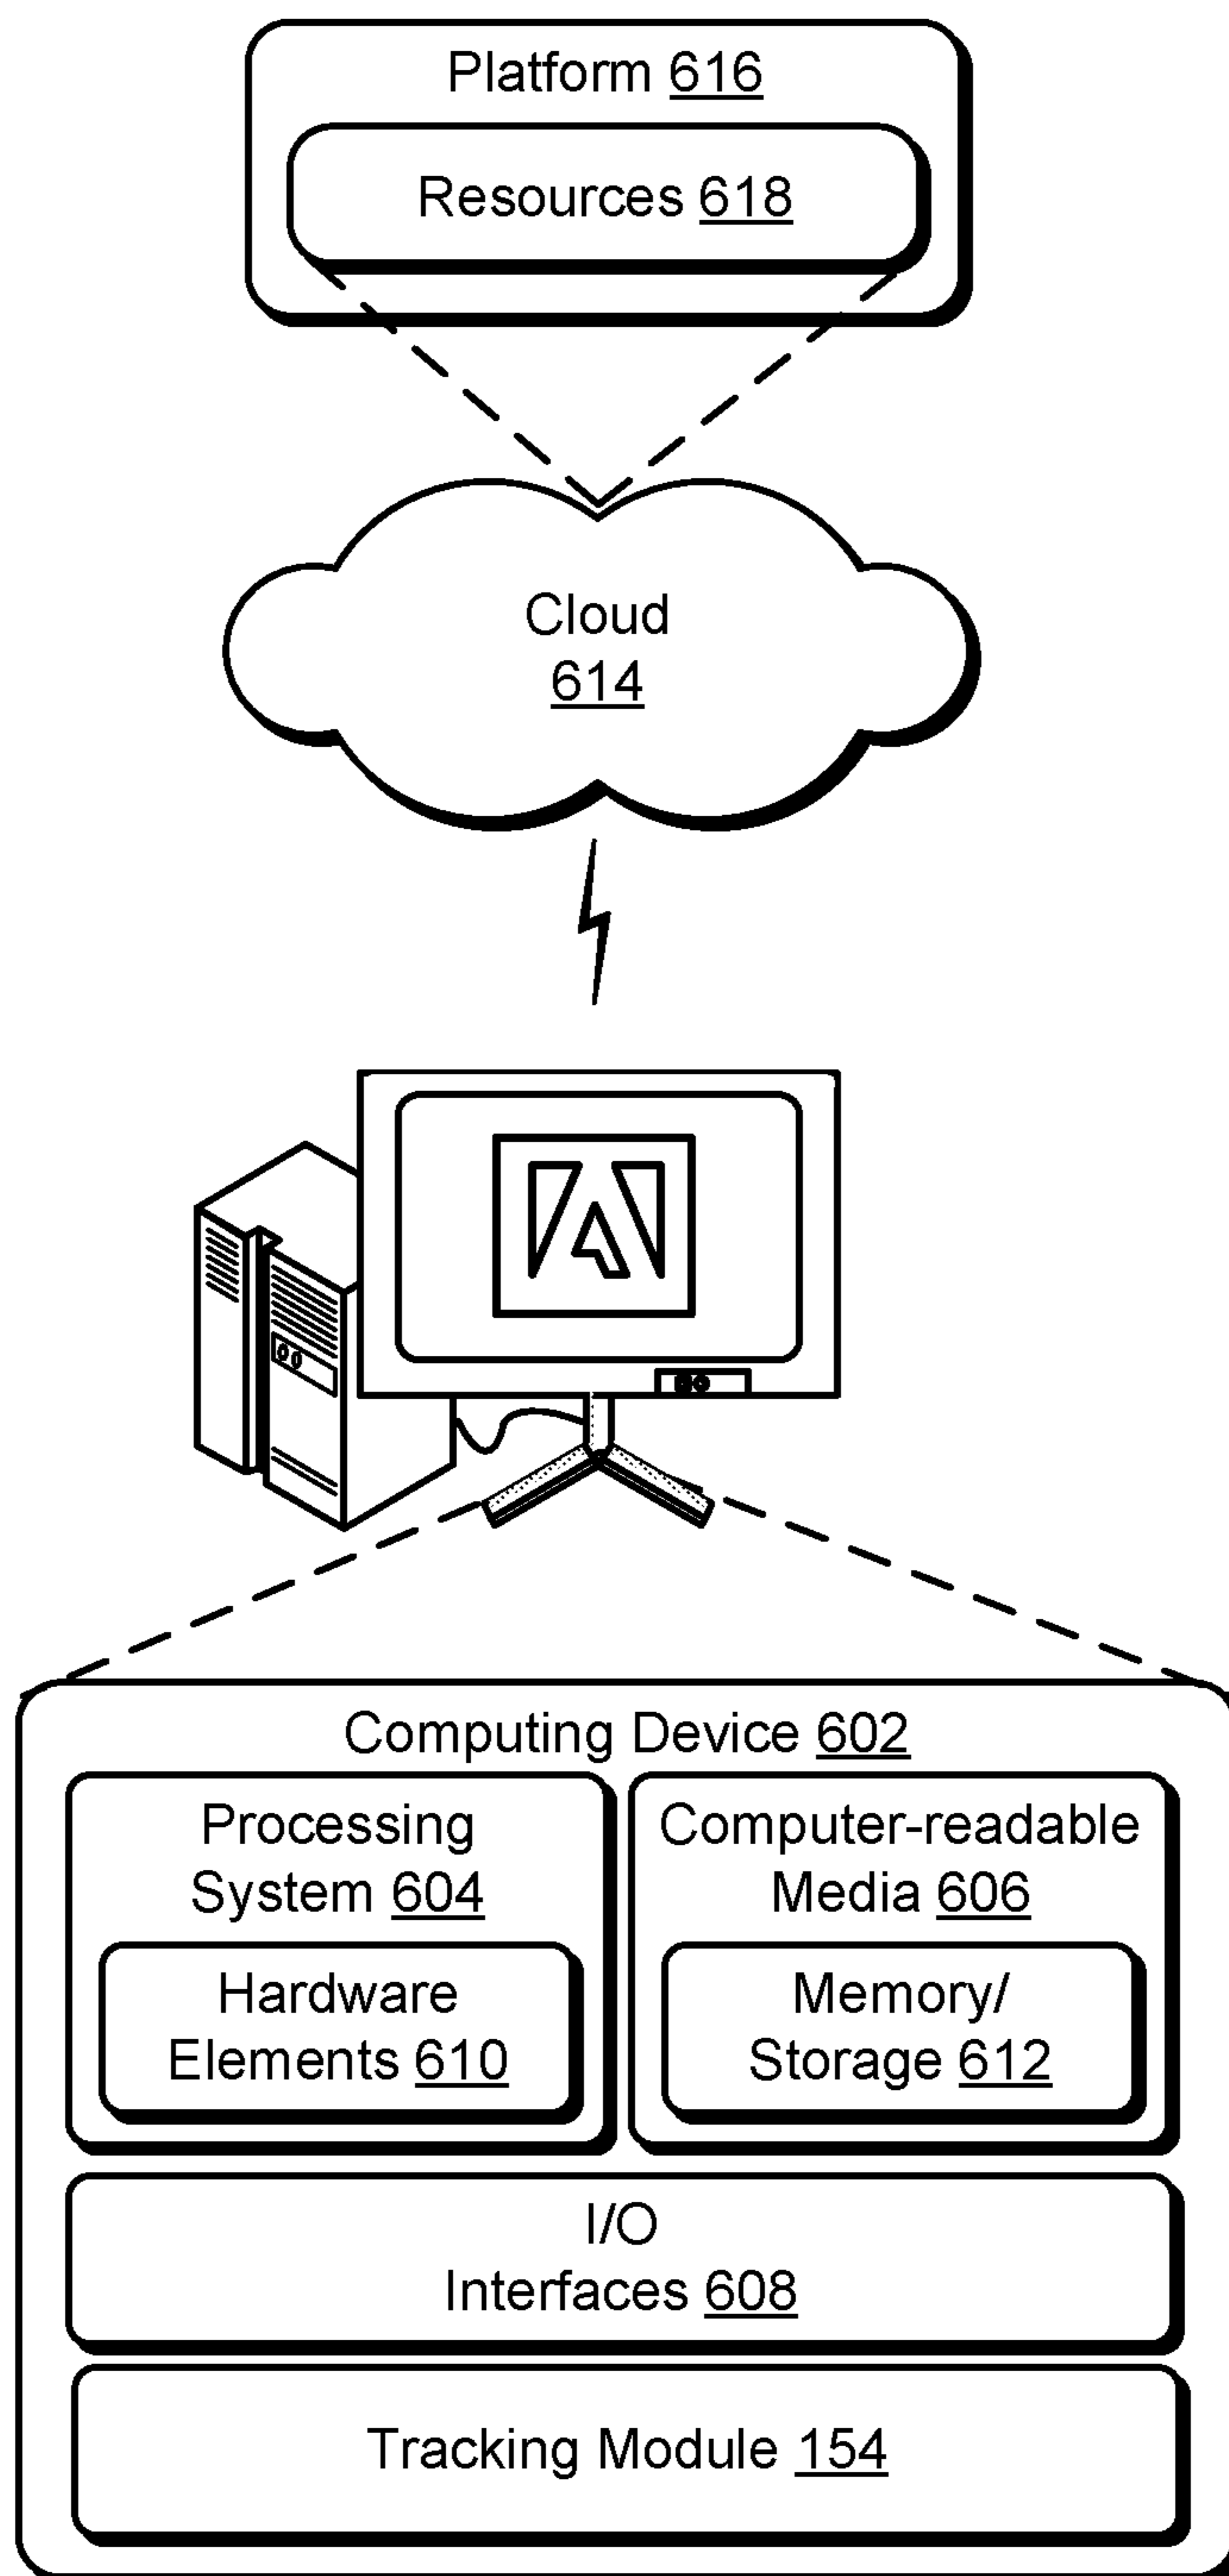 Platform 616
Resources 618
Cloud
614
Computing Device 602
Processing
System 604
Hardware
Elements 610
Computer-readable
Media 606
Memory/
Storage 612
I/O
Interfaces 608
Tracking Module 154